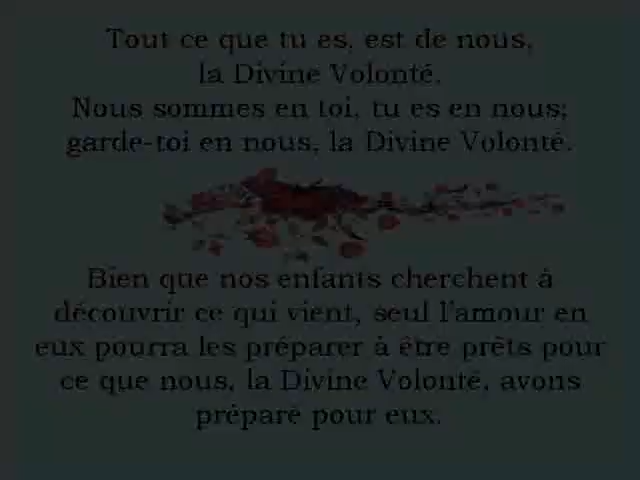 Tout ce que tu es, est de nous,
la Divine Volonté.
Nous sommes en toi, tu es en nous;
garde-toi en nous, la Divine Volonté.
Bien que nos enfants cherchent à
découvrir ce qui vient, seul l'amour en
eux pourra les préparer à être prêts pour
ce que nous, la Divine Volonté, avons
préparé pour eux.